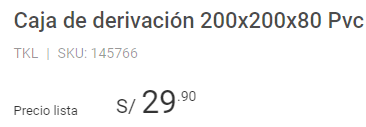 Caja de derivación 200x200x80 Pvc
TKL | SKU: 145766
Precio lista S/ 29.90